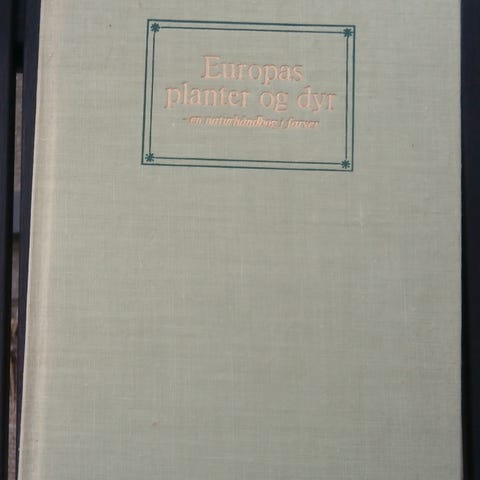 Europas
planter og dyr
- en naturhåndbog i farver